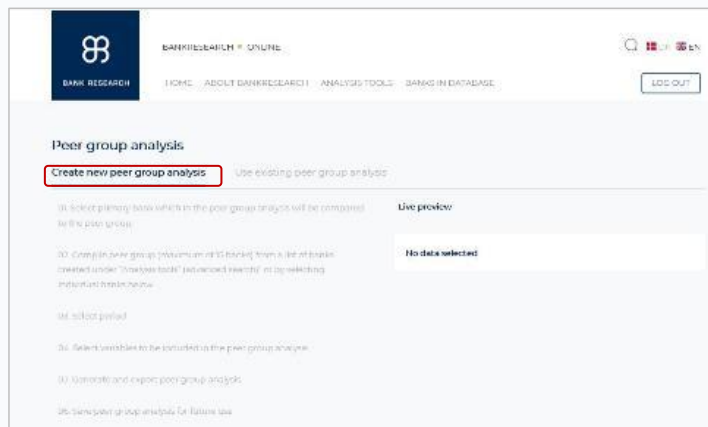 BANKRESEARCH ONLINE
EN
BANK RESEARCH
HOME ABOUT BANKRESEARCH ANALYSIS TOOLS BANKS IN DATABASE
LOG OUT
Peer group analysis
Create new peer group analysis Use existing peer group analysis
01. Select primary bank which in the peer group analysis will be compared
to the peer group
Live preview
02. Compile peer group (maximum of 15 banks) from a list of banks
created under "Analysis tools" (advanced search) or by selecting
individual banks below
No data selected
03. Select period
04. Select variables to be included in the peer group analysis
Generate and export peer group analysis
06. Save peer group analysis for future use